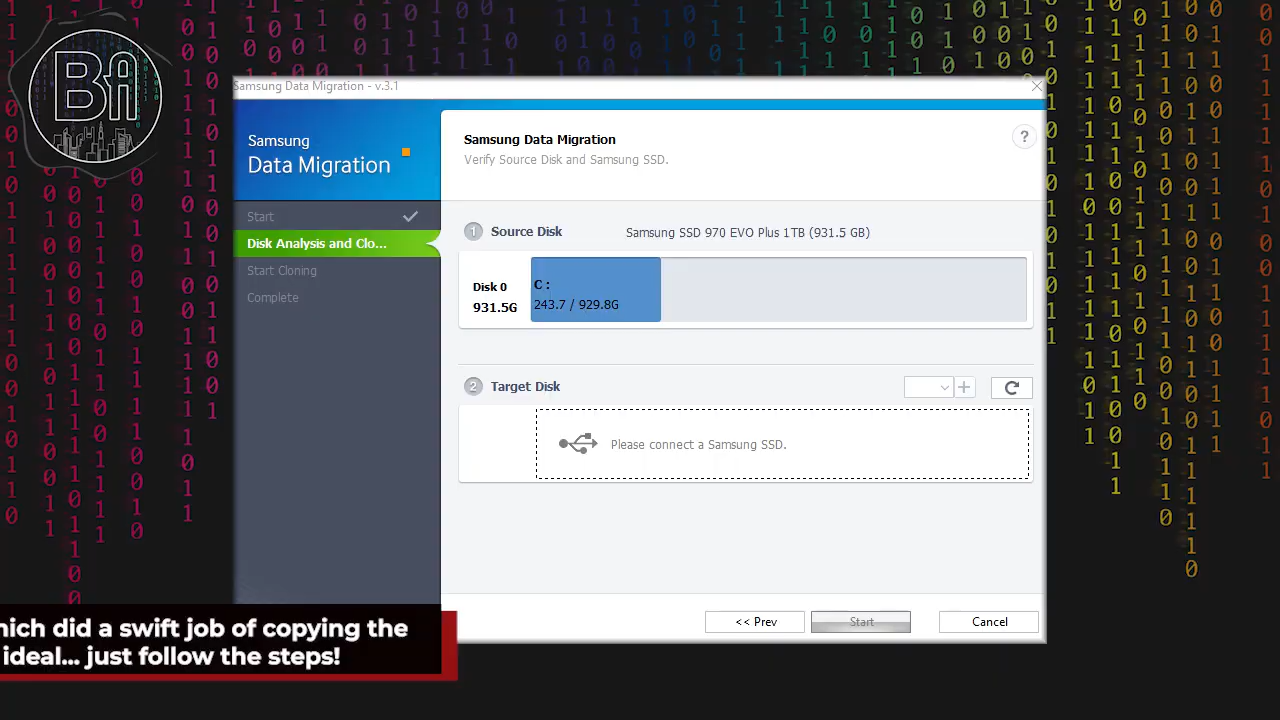 BA
Samsung Data Migration - v.3.1
Samsung
Data Migration
Start
Disk Analysis and Clo...
Start Cloning
Complete
Samsung Data Migration
Verify Source Disk and Samsung SSD.
?
1 Source Disk Samsung SSD 970 EVO Plus 1TB (931.5 GB)
Disk 0
931.5G
C :
243.7 / 929.8G
2 Target Disk
Please connect a Samsung SSD.
<< Prev Start Cancel
did a swift job of copying the
ideal... just follow the steps!